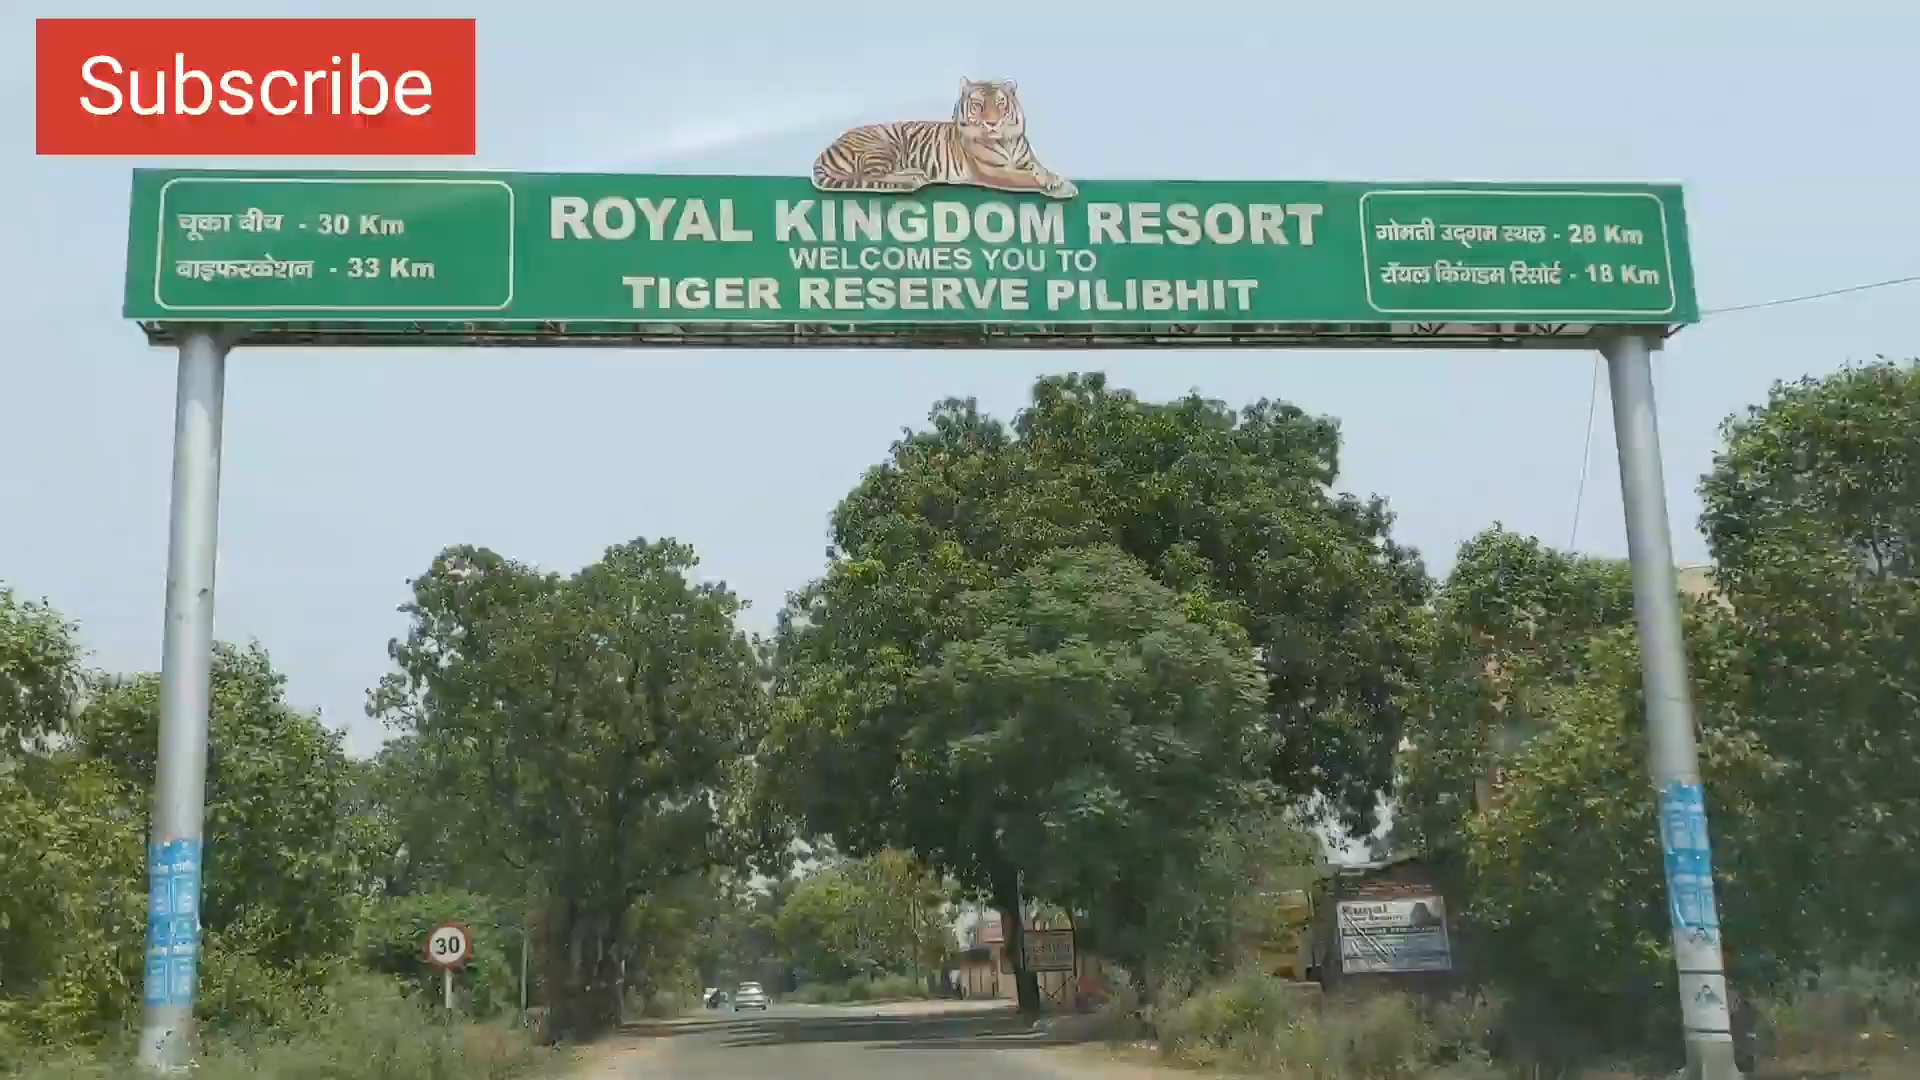 Subscribe
चूका बीच - 30 Km
बाइफरकेशन - 33 Km
ROYAL KINGDOM RESORT
WELCOMES YOU TO
TIGER RESERVE PILIBHIT
गोमती उद्गम स्थल - 28 Km
रॉयल किंगडम रिसोर्ट - 18 Km
30
Kunal